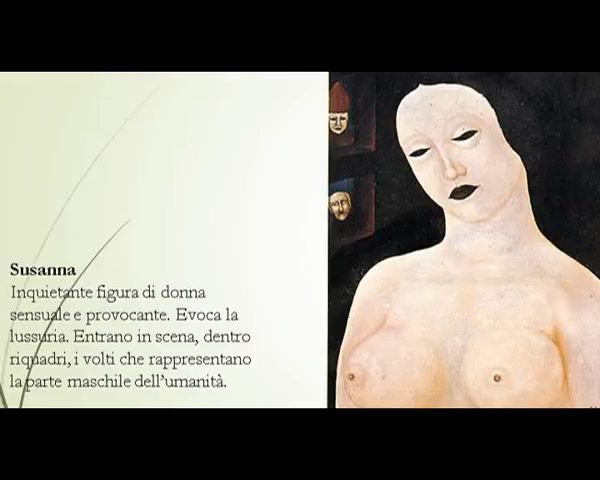 Susanna
Inquietante figura di donna
sensuale e provocante. Evoca la
lussuria. Entrano in scena, dentro
riquadri, i volti che rappresentano
la parte maschile dell'umanità.